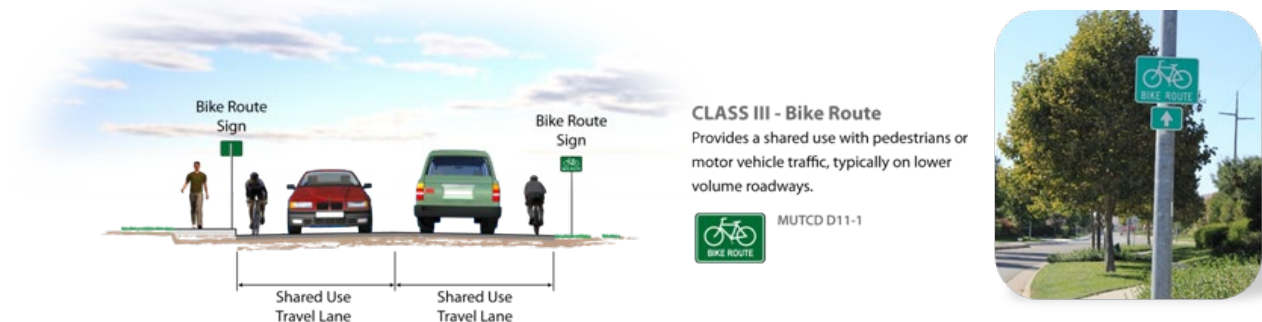 Bike Route
Sign
Bike Route
Sign
Shared Use
Travel Lane
Shared Use
Travel Lane
CLASS III - Bike Route
Provides a shared use with pedestrians or
motor vehicle traffic, typically on lower
volume roadways.
BIKE ROUTE
MUTCD D11-1
BIKE ROUTE